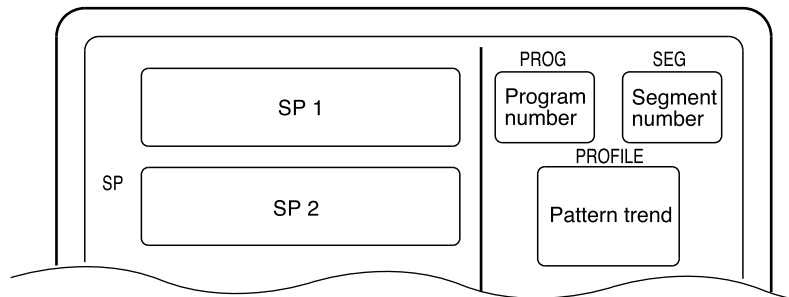 PROG
SEG
SP 1
Program
number
Segment
number
PROFILE
SP
SP 2
Pattern trend